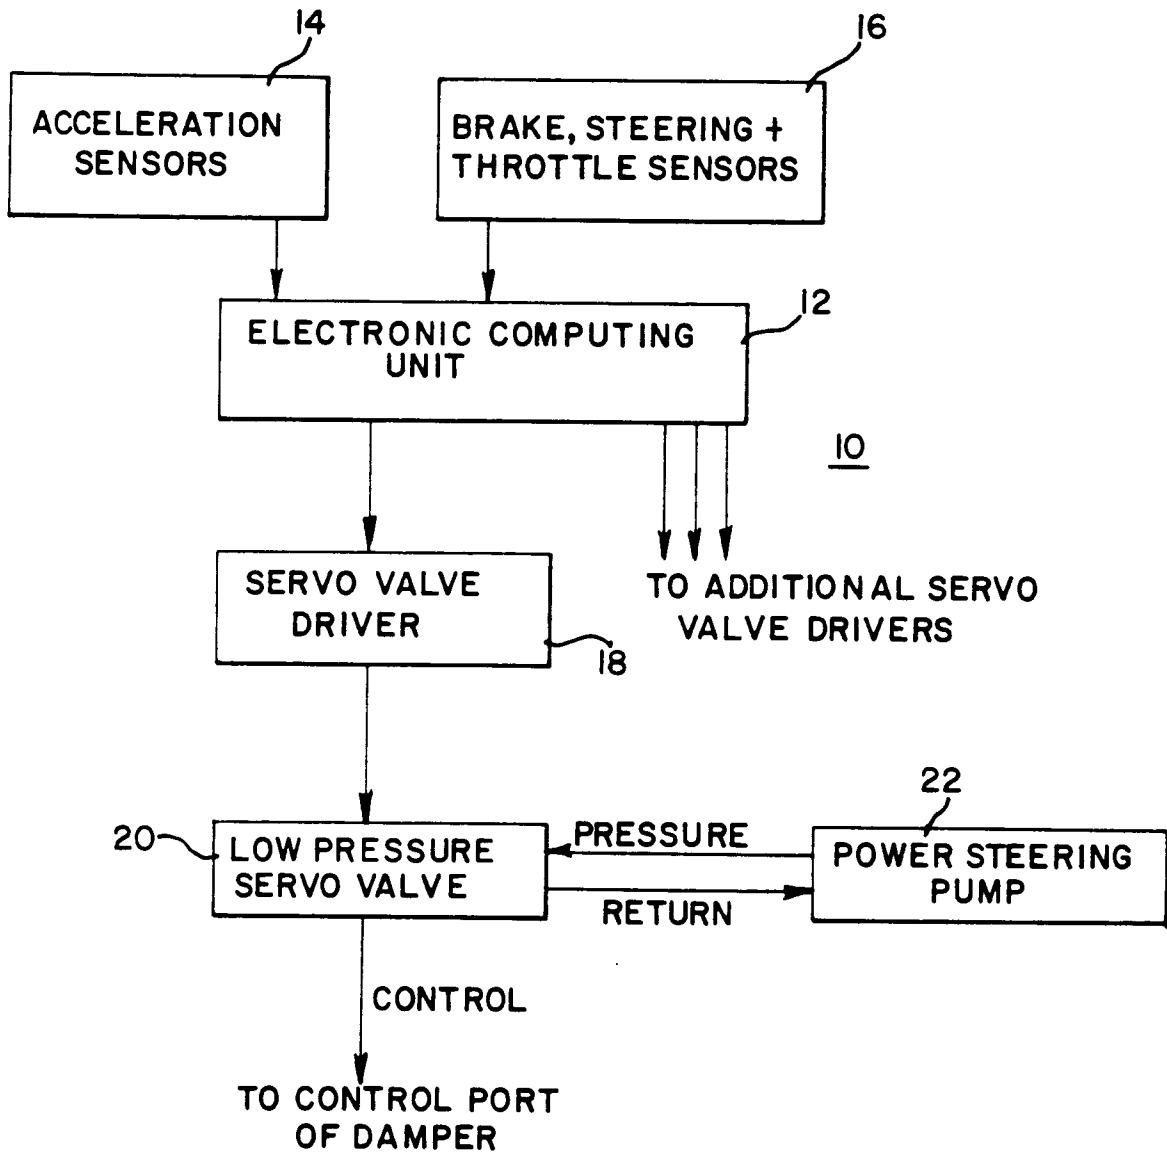 14
16
ACCELERATION
SENSORS
BRAKE, STEERING +
THROTTLE SENSORS
12
ELECTRONIC COMPUTING
UNIT
10
SERVO VALVE
DRIVER
TO ADDITIONAL SERVO
VALVE DRIVERS
18
22
20
LOW PRESSURE
SERVO VALVE
PRESSURE
RETURN
POWER STEERING
PUMP
CONTROL
TO CONTROL PORT
OF DAMPER